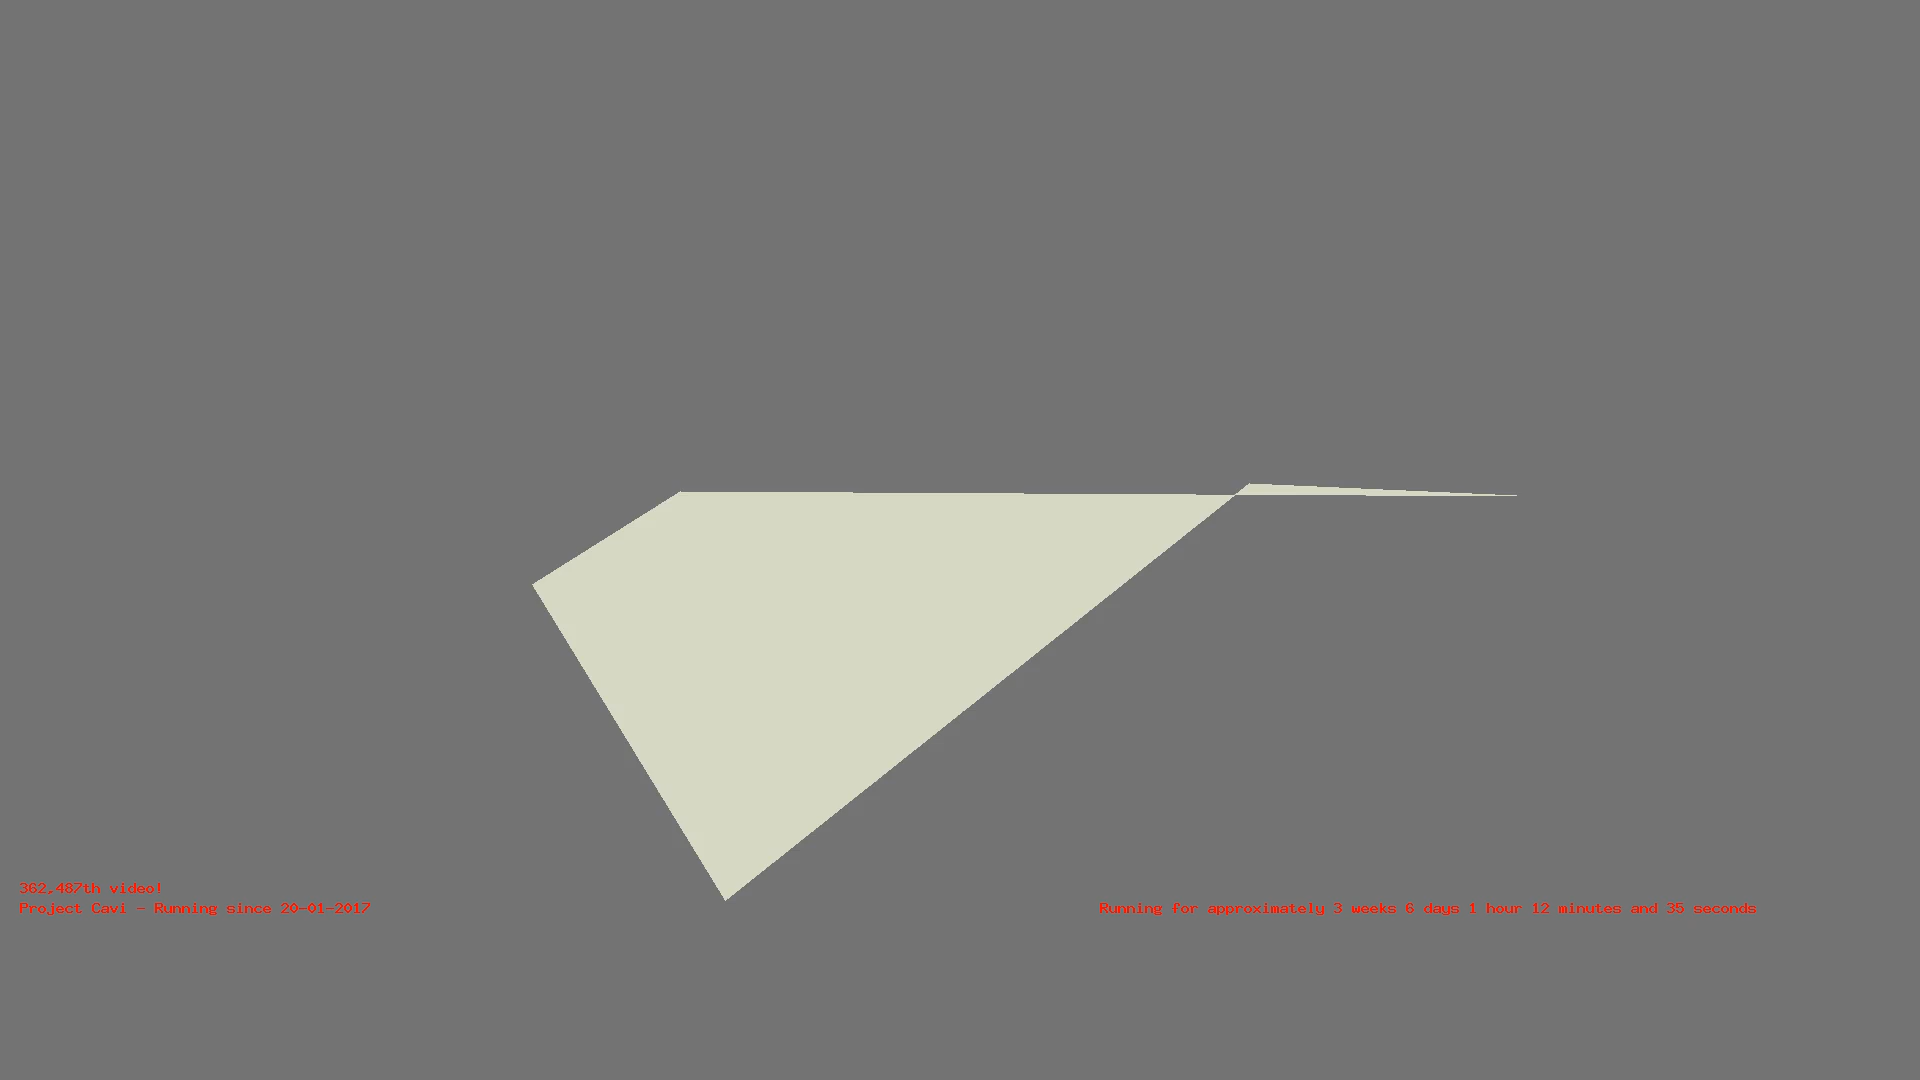 362,487th video!
Project Cavi - Running since 20-01-2017
Running for approximately 3 weeks 6 days 1 hour 12 minutes and 35 seconds